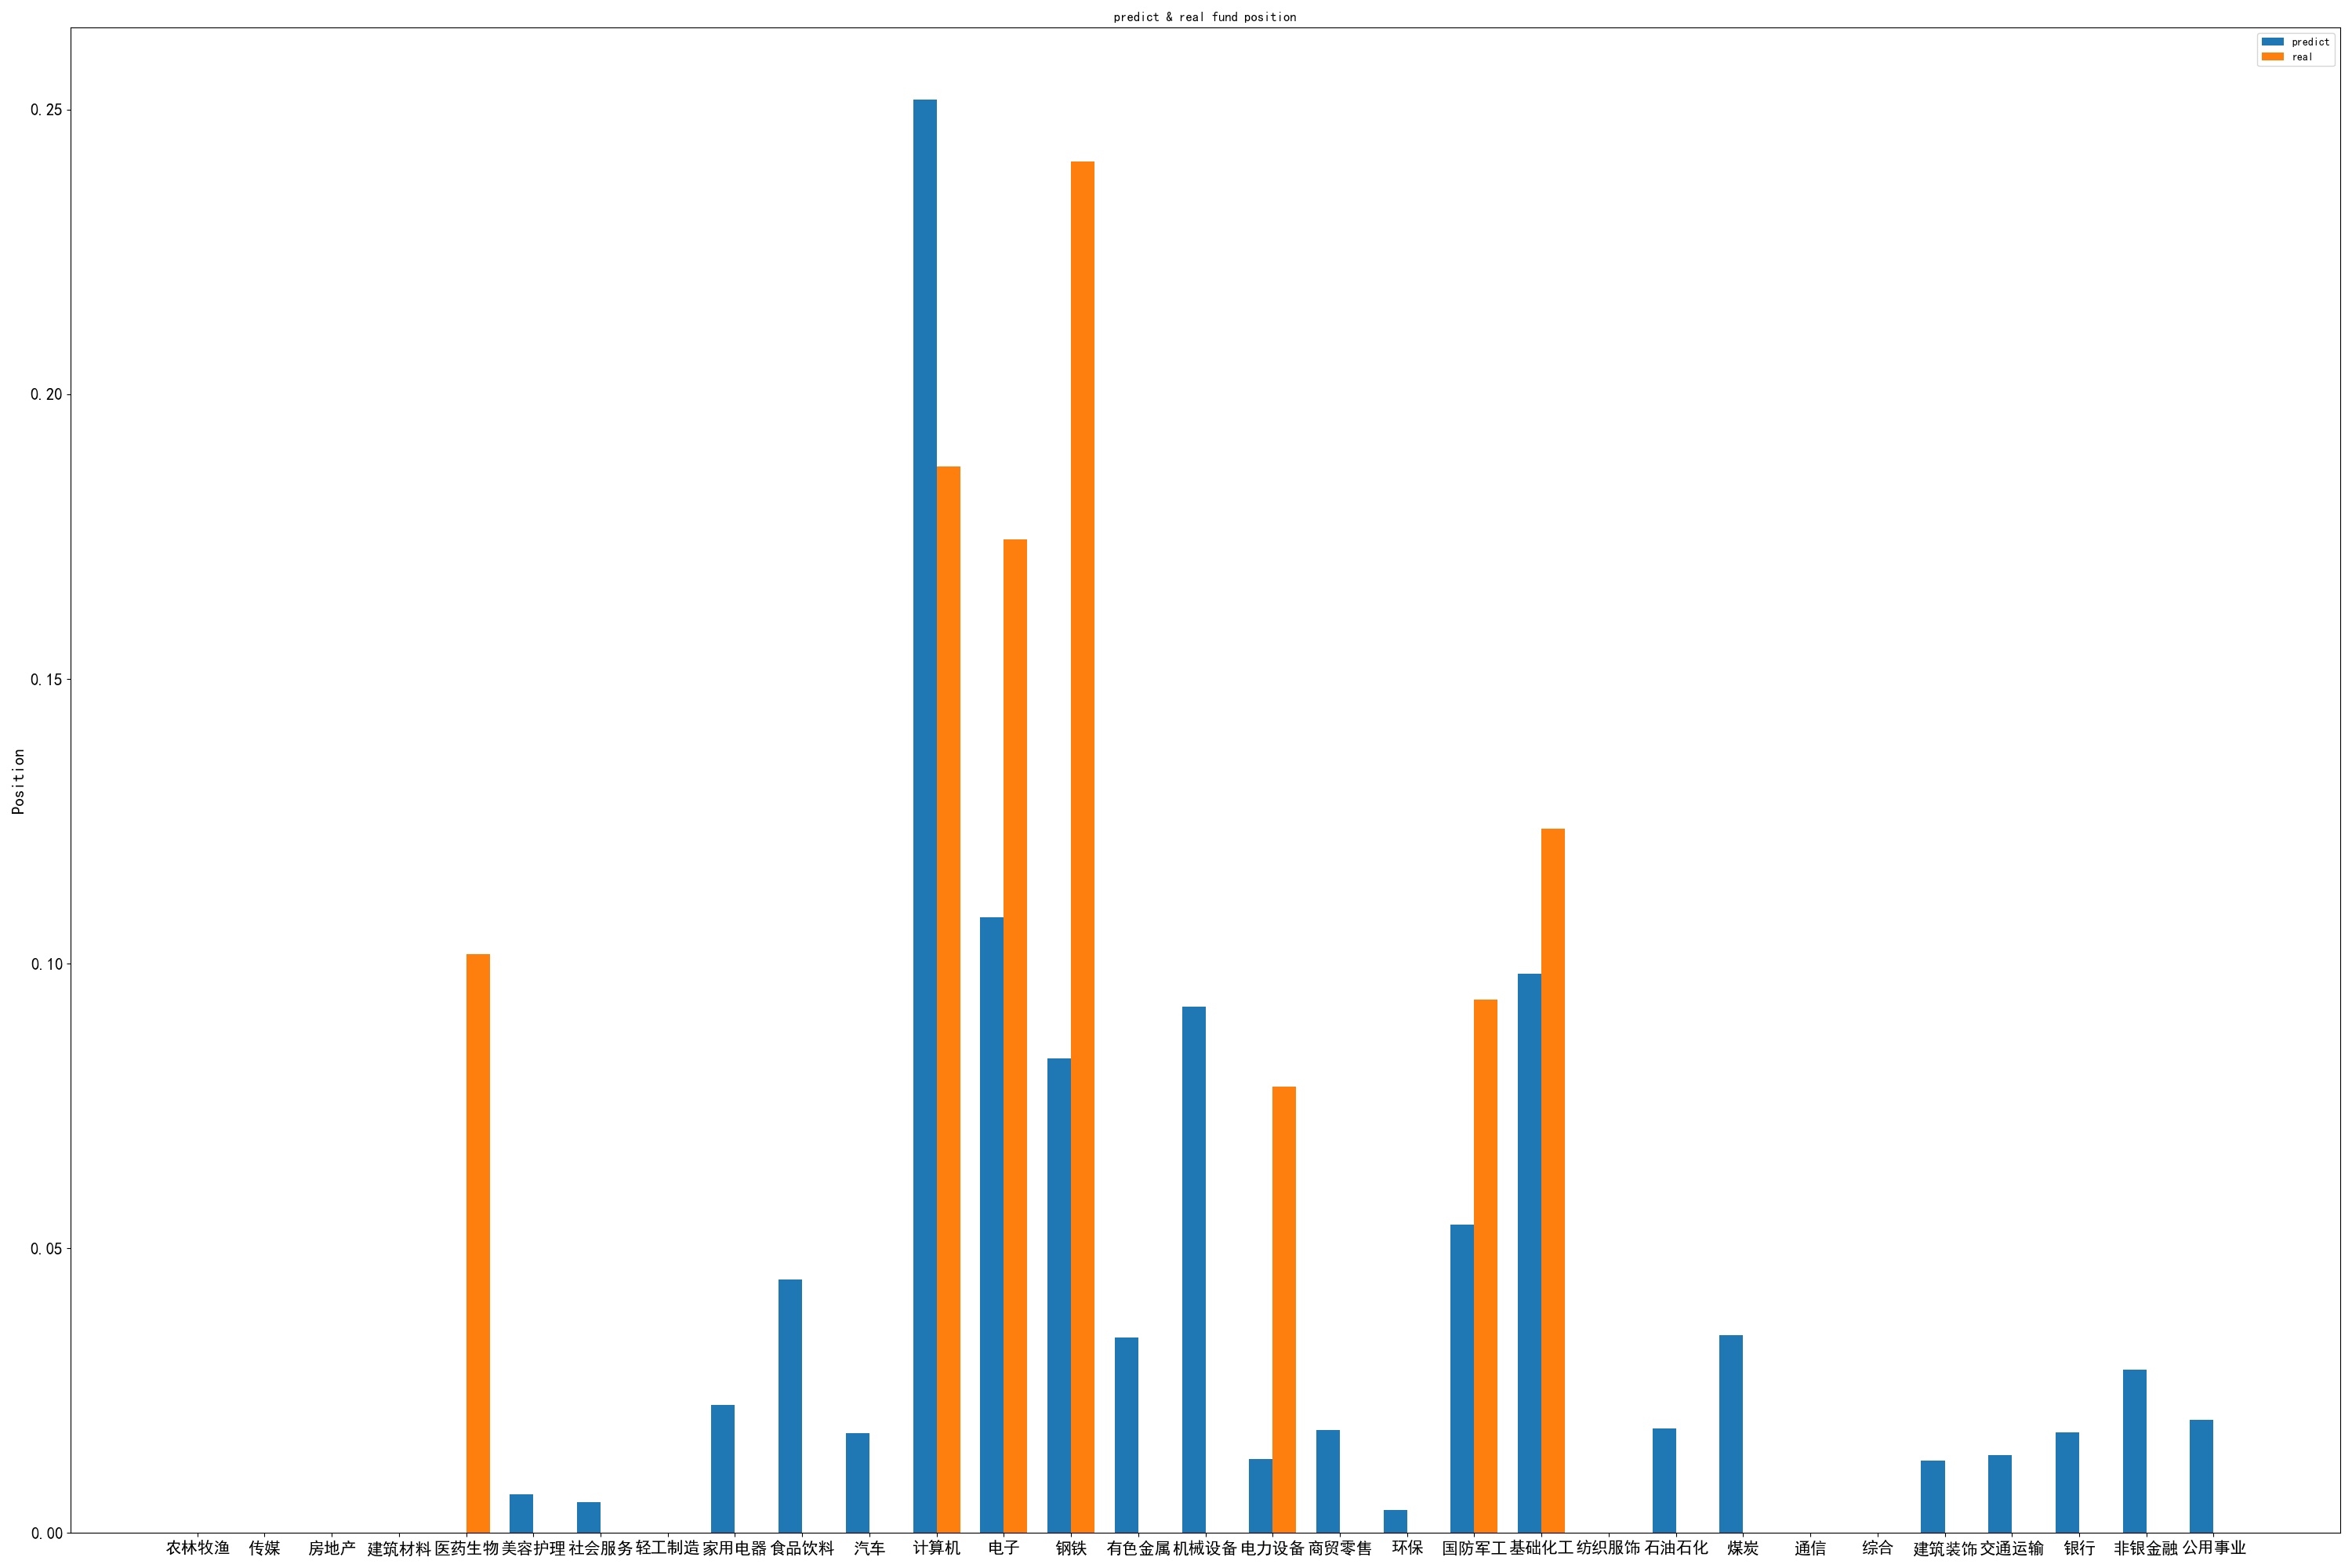 predict & real fund position
predict
real
0.25
0.20
0.15
0.10
0.05
0.00
Position
农林牧渔 传媒 房地产 建筑材料 医药生物 美容护理 社会服务 轻工制造 家用电器 食品饮料 汽车 计算机 电子 钢铁 有色金属 机械设备 电力设备 商贸零售 环保 国防军工 基础化工 纺织服饰 石油石化 煤炭 通信 综合 建筑装饰 交通运输 银行 非银金融 公用事业